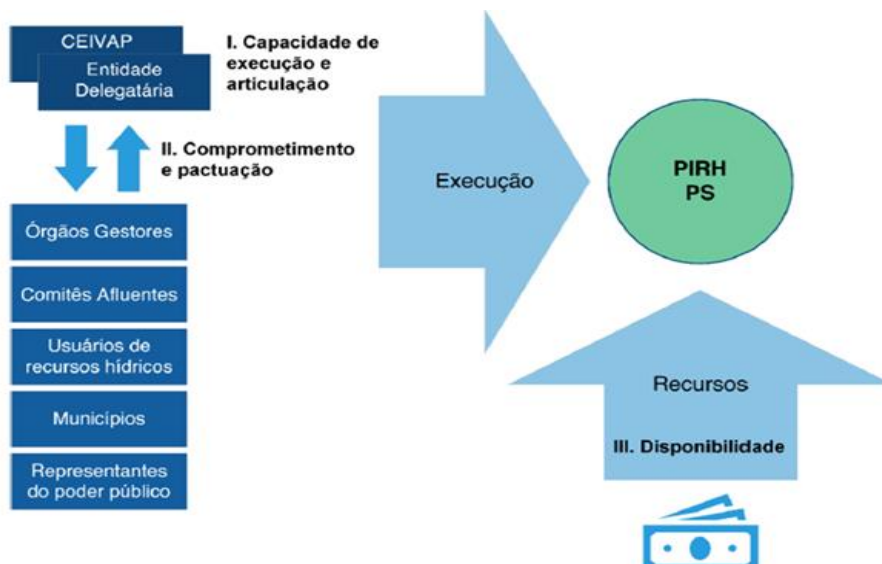 CEIVAP
Entidade
Delegatária
I. Capacidade de
execução e
articulação
II. Comprometimento
e pactuação
Órgãos Gestores
Comitês Afluentes
Usuários de
recursos hídricos
Municípios
Representantes
do poder público
Execução
PIRH
PS
Recursos
III. Disponibilidade